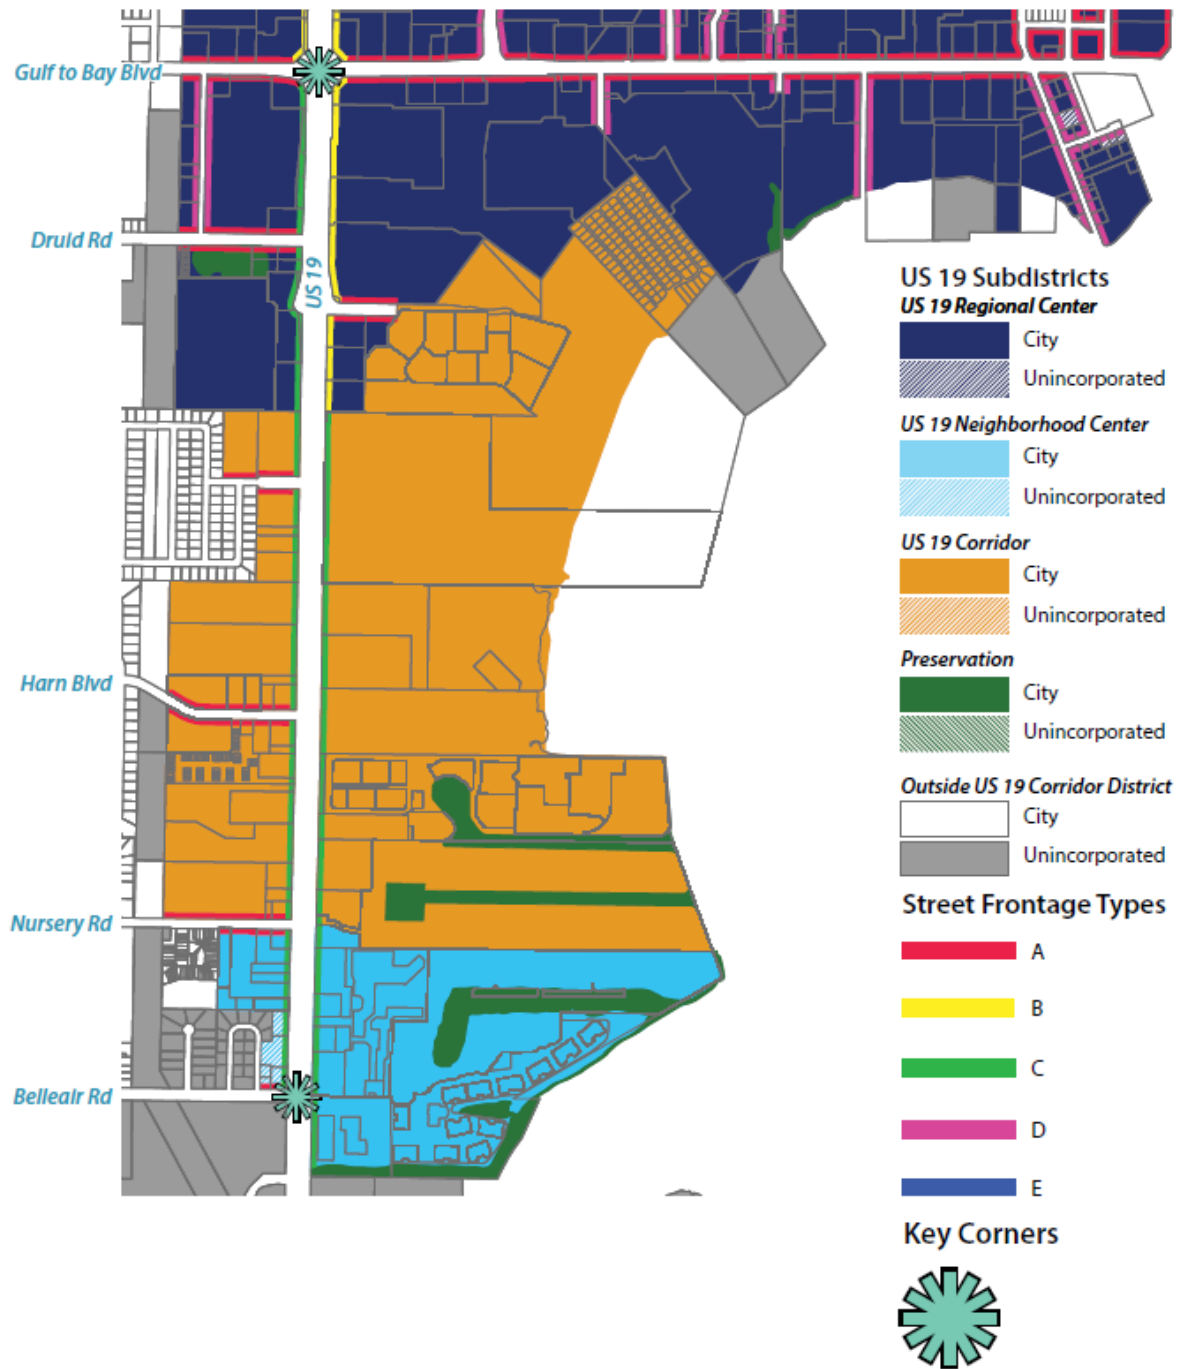 Gulf to Bay Blvd
Druid Rd
US 19
Harn Blvd
Nursery Rd
Belleair Rd
US 19 Subdistricts
US 19 Regional Center
City
Unincorporated
US 19 Neighborhood Center
City
Unincorporated
US 19 Corridor
City
Unincorporated
Preservation
City
Unincorporated
Outside US 19 Corridor District
City
Unincorporated
Street Frontage Types
A
B
C
D
E
Key Corners